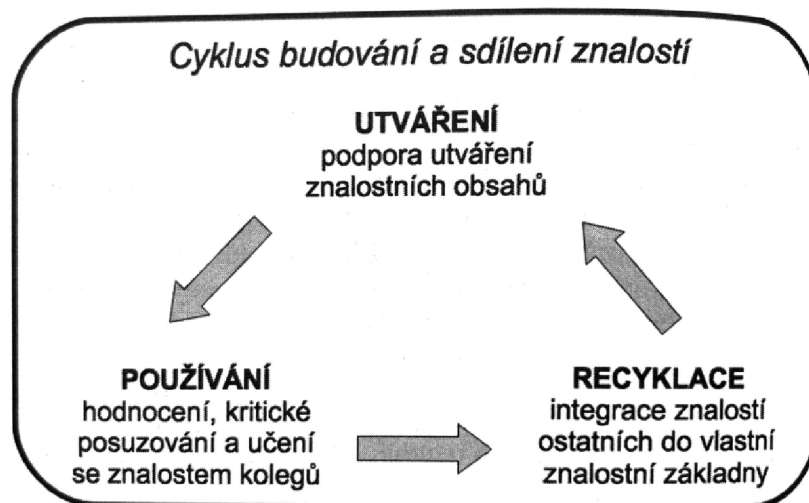 Cyklus budování a sdílení znalostí
UTVÁŘENÍ
podpora utváření
znalostních obsahů
POUŽÍVÁNÍ
hodnocení, kritické
posuzování a učení
se znalostem kolegů
RECYKLACE
integrace znalostí
ostatních do vlastní
znalostní základny